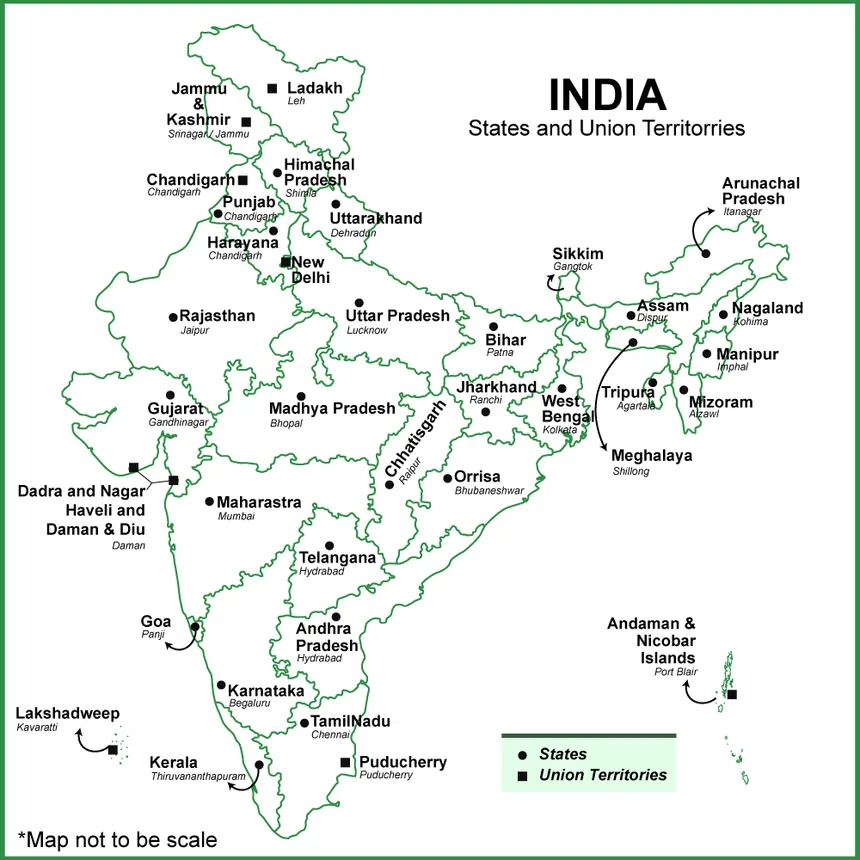 INDIA
States and Union Territorries
Jammu
&
Kashmir
Srinagar / Jammu
Ladakh
Leh
Himachal
Pradesh
Shimla
Chandigarh
Chandigarh
Punjab
Chandigarh
Uttarakhand
Dehradun
Harayana
Chandigarh
New
Delhi
Arunachal
Pradesh
Itanagar
Sikkim
Gangtok
Rajasthan
Jaipur
Uttar Pradesh
Lucknow
Bihar
Patna
Assam
Dispur
Nagaland
Kohima
Manipur
Imphal
Gujarat
Gandhinagar
Madhya Pradesh
Bhopal
Jharkhand
Ranchi
West
Bengal
Kolkata
Tripura
Agartala
Mizoram
Aizawl
Chhatisgarh
Raipur
Meghalaya
Shillong
Orrisa
Bhubaneshwar
Dadra and Nagar
Haveli and
Daman & Diu
Daman
Maharastra
Mumbai
Telangana
Hydrabad
Goa
Panji
Andhra
Pradesh
Hydrabad
Andaman &
Nicobar
Islands
Port Blair
Karnataka
Begaluru
Lakshadweep
Kavaratti
TamilNadu
Chennai
Kerala
Thiruvananthapuram
Puducherry
Puducherry
States
Union Territories
*Map not to be scale